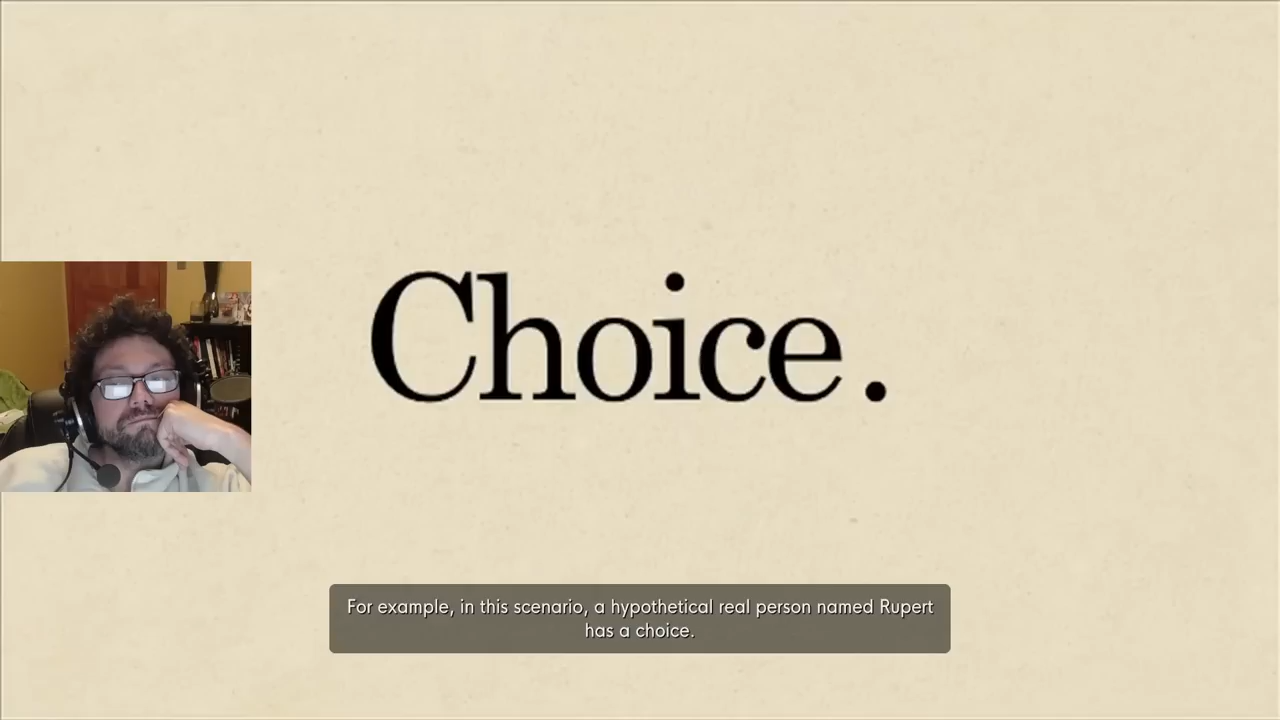 Choice.
For example, in this scenario, a hypothetical real person named Rupert
has a choice.